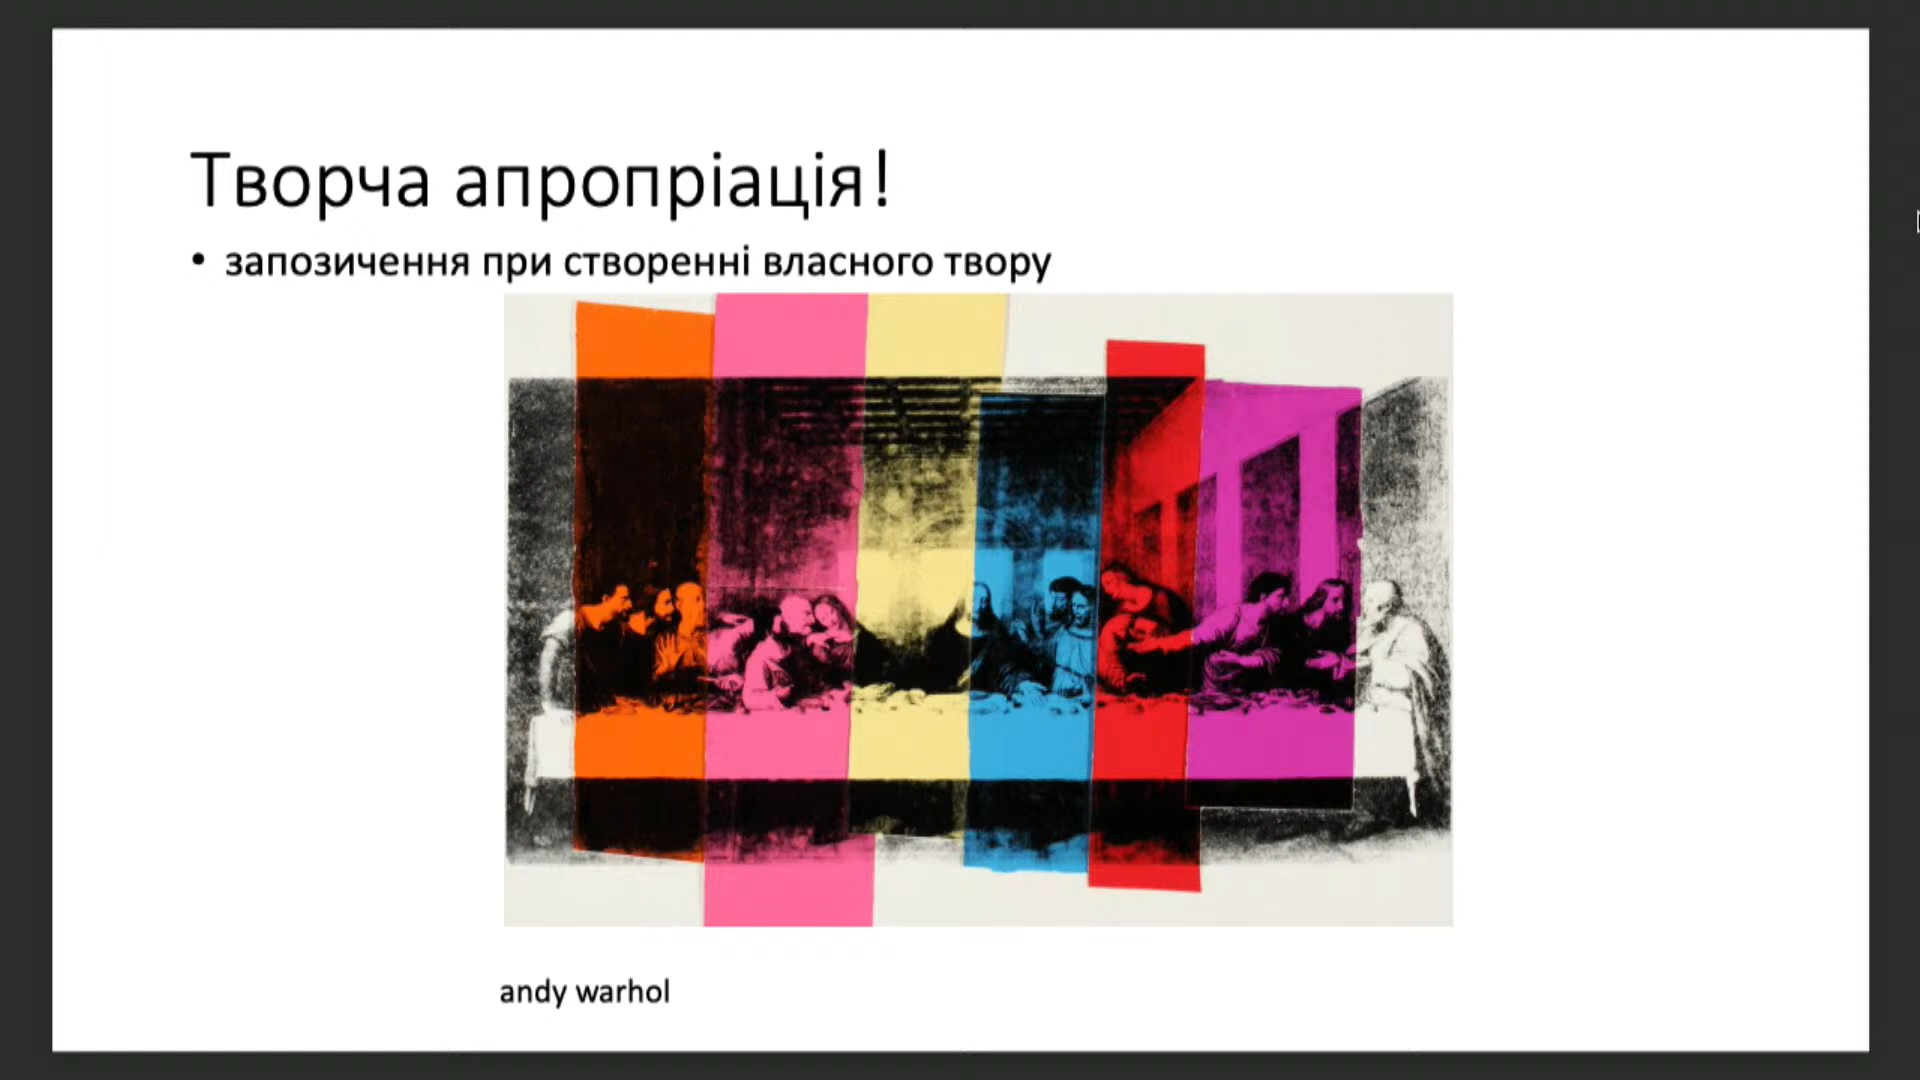 Творча апропріація!
• запозичення при створенні власного твору
andy warhol